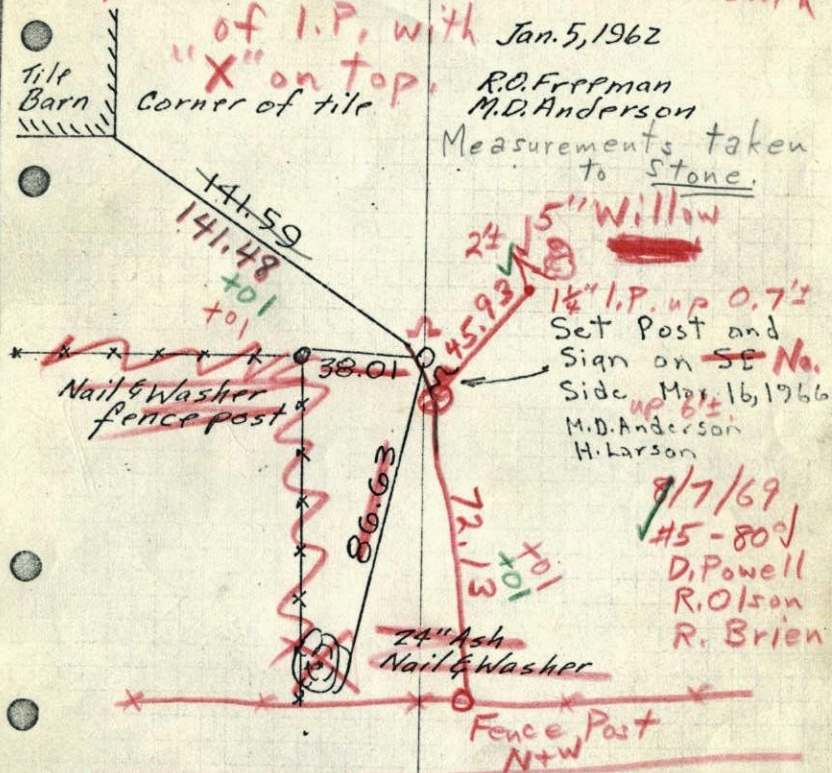 of I.P. with
"X" on top.
Jan. 5, 1962
Tile
Barn
Corner of tile
R.O. Freeman
M.D. Anderson
Measurements taken
to stone.
141.59
141.48
+01
+01
5" Willow
2'±
45.93
1¼" I.P. up 0.7'±
Set Post and
Sign on SE No.
Side Mar. 16, 1966
up 6'±
M.D. Anderson
H. Larson
38.01
Nail & Washer
fence post
86.63
72.13
+01
+01
8/7/69
#5 - 80°
D. Powell
R. Olson
R. Brien
24" Ash
Nail & Washer
Fence Post
N+W